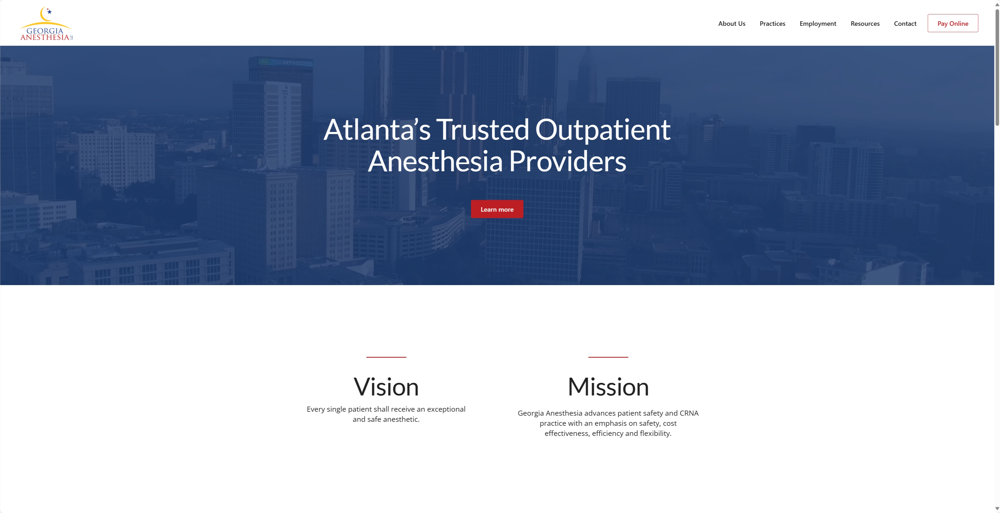 GEORGIA
ANESTHESIA LLC
About Us
Practices
Employment
Resources
Contact
Pay Online
ARTS FESTIVAL
Atlanta’s Trusted Outpatient
Anesthesia Providers
Learn more
Vision
Every single patient shall receive an exceptional
and safe anesthetic.
Mission
Georgia Anesthesia advances patient safety and CRNA
practice with an emphasis on safety, cost
effectiveness, efficiency and flexibility.